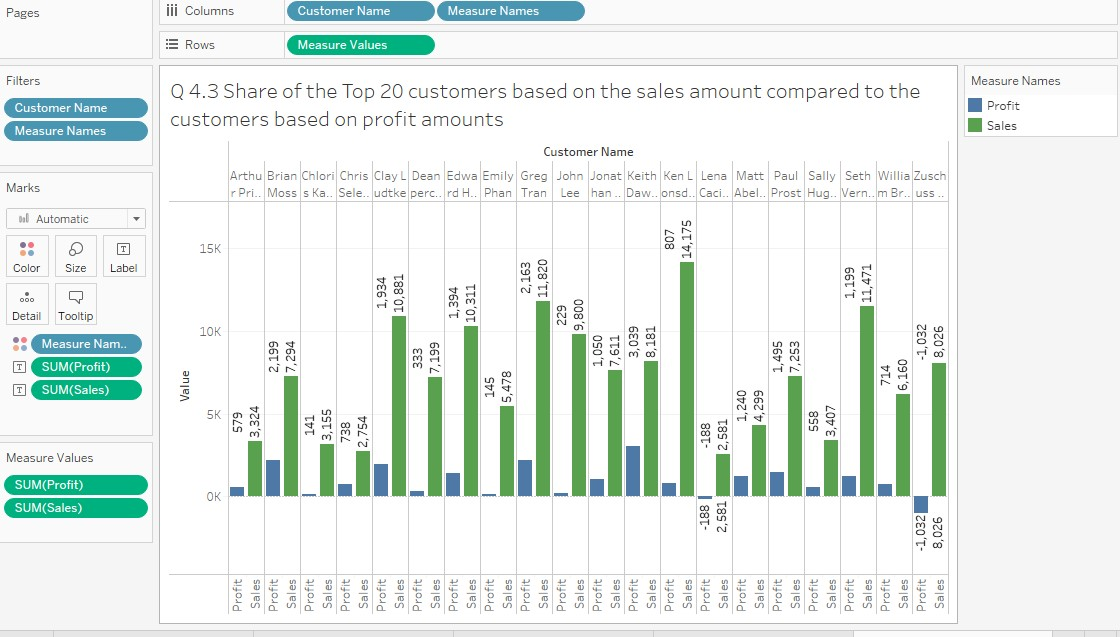 Pages
Columns
Customer Name
Measure Names
Rows
Measure Values
Filters
Customer Name
Measure Names
Marks
Automatic
Color
Size
Label
Detail
Tooltip
Measure Nam..
SUM(Profit)
SUM(Sales)
Measure Values
SUM(Profit)
SUM(Sales)
Q 4.3 Share of the Top 20 customers based on the sales amount compared to the
customers based on profit amounts
Customer Name
Arthu
r Pri..
Brian
Moss
Chlori
s Ka..
Chris
Sele..
Clay L
udtke
Dean
perc..
Edwa
rd H..
Emily
Phan
Greg
Tran
John
Lee
Jonat
han ..
Keith
Daw..
Ken L
onsd..
Lena
Caci..
Matt
Abel..
Paul
Prost
Sally
Hug..
Seth
Vern..
Willia
m Br..
Zusch
uss ..
Value
15K
10K
5K
0K
579
3,324
2,199
7,294
141
3,155
738
2,754
1,934
10,881
333
7,199
1,394
10,311
145
5,478
2,163
11,820
229
9,800
1,050
7,611
3,039
8,181
807
14,175
-188
2,581
1,240
4,299
1,495
7,253
558
3,407
1,199
11,471
714
6,160
-1,032
8,026
-188
2,581
-1,032
8,026
Profit
Sales
Profit
Sales
Profit
Sales
Profit
Sales
Profit
Sales
Profit
Sales
Profit
Sales
Profit
Sales
Profit
Sales
Profit
Sales
Profit
Sales
Profit
Sales
Profit
Sales
Profit
Sales
Profit
Sales
Profit
Sales
Profit
Sales
Profit
Sales
Profit
Sales
Profit
Sales
Measure Names
Profit
Sales